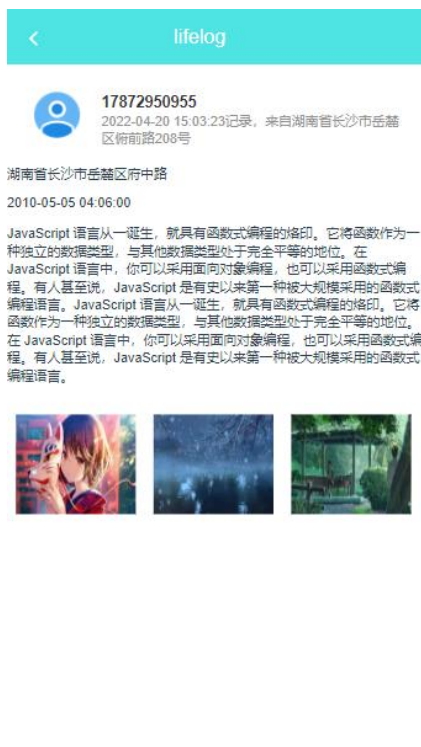 lifelog
17872950955
2022-04-20 15:03:23记录，来自湖南省长沙市岳麓
区俯前路208号
湖南省长沙市岳麓区府中路
2010-05-05 04:06:00
JavaScript 语言从一诞生，就具有函数式编程的烙印。它将函数作为一
种独立的数据类型，与其他数据类型处于完全平等的地位。在
JavaScript 语言中，你可以采用面向对象编程，也可以采用函数式编
程。有人甚至说，JavaScript 是有史以来第一种被大规模采用的函数式
编程语言。JavaScript 语言从一诞生，就具有函数式编程的烙印。它将
函数作为一种独立的数据类型，与其他数据类型处于完全平等的地位。
在 JavaScript 语言中，你可以采用面向对象编程，也可以采用函数式编
程。有人甚至说，JavaScript 是有史以来第一种被大规模采用的函数式
编程语言。